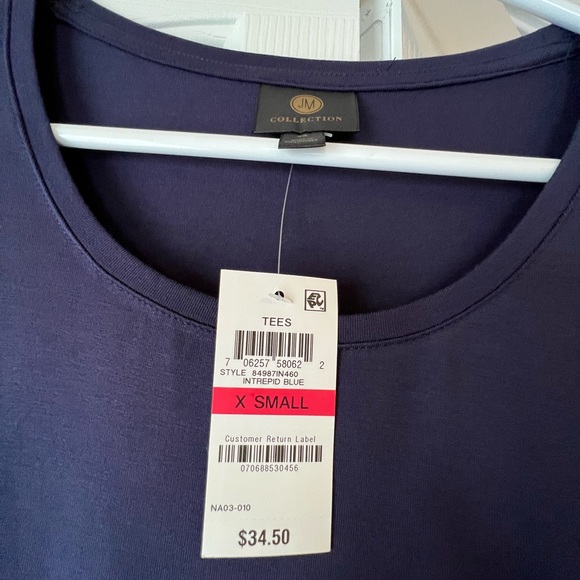 JM
COLLECTION
TEES
7 06257 58062 2
STYLE 84987IN460
INTREPID BLUE
X SMALL
Customer Return Label
070688530456
NA03-010
$34.50